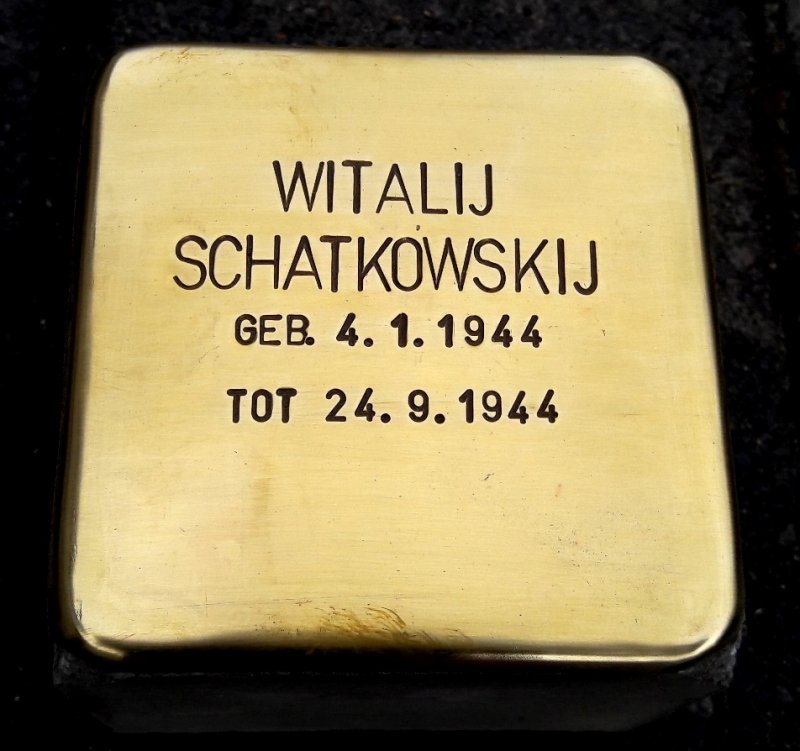 WITALIJ
SCHATKOWSKIJ
GEB. 4.1.1944
TOT 24.9.1944